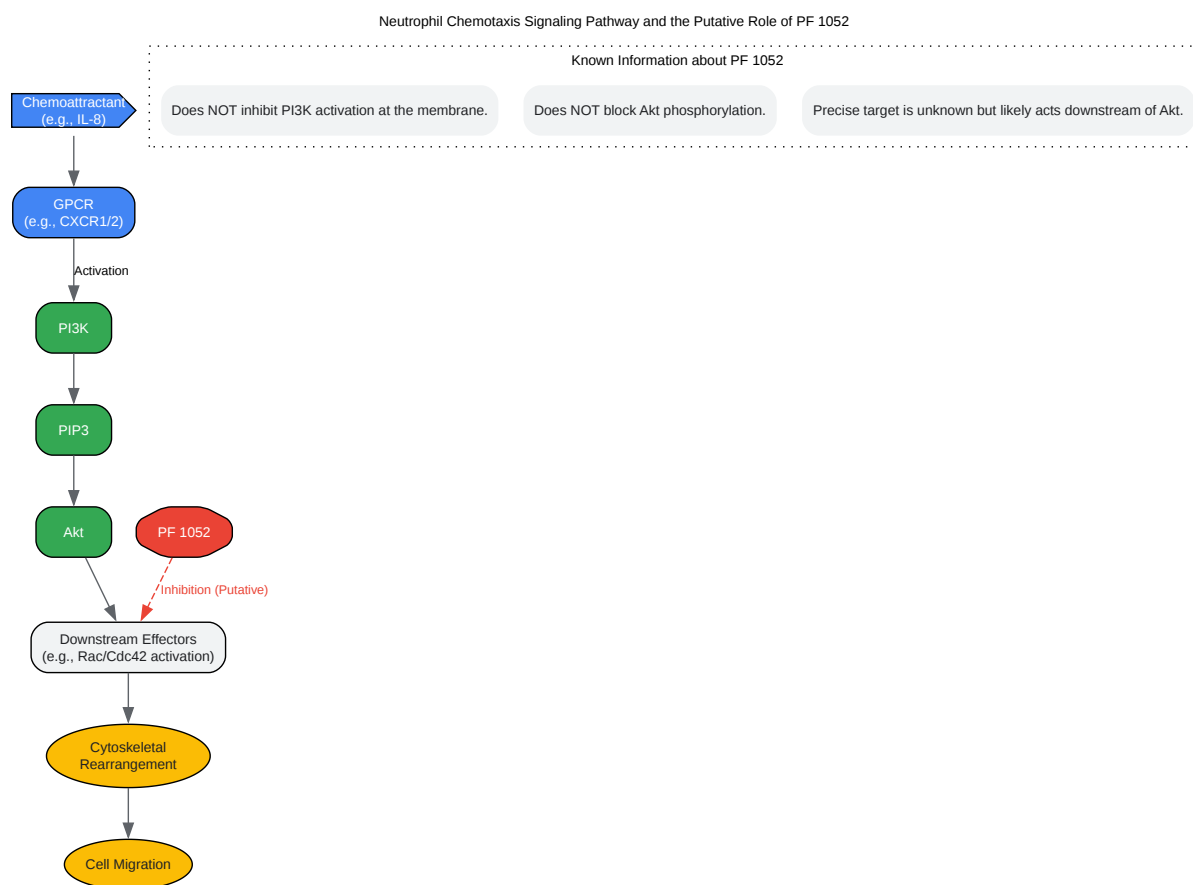 Neutrophil Chemotaxis Signaling Pathway and the Putative Role of PF 1052
Known Information about PF 1052
Does NOT inhibit PI3K activation at the membrane.
Does NOT block Akt phosphorylation.
Precise target is unknown but likely acts downstream of Akt.
Chemoattractant
(e.g., IL-8)
GPCR
(e.g., CXCR1/2)
Activation
PI3K
PIP3
Akt
PF 1052
Inhibition (Putative)
Downstream Effectors
(e.g., Rac/Cdc42 activation)
Cytoskeletal
Rearrangement
Cell Migration